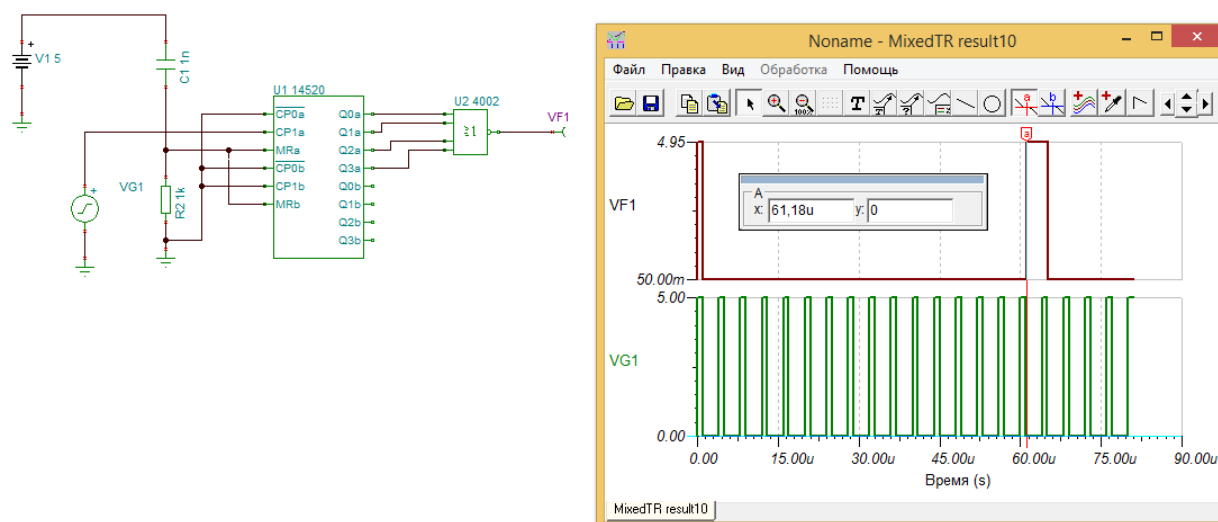 V1 5
C1 1n
U1 14520
CP0a Q0a
CP1a Q1a
MRa Q2a
CP0b Q3a
CP1b Q0b
MRb Q1b
Q2b
Q3b
U2 4002
≥1
VF1
VG1
R2 1k
Noname - MixedTR result10
Файл Правка Вид Обработка Помощь
100%
T
a b
a
4.95
VF1
A
x: 61,18u y: 0
50.00m
5.00
VG1
0.00
0.00 15.00u 30.00u 45.00u 60.00u 75.00u 90.00u
Время (s)
MixedTR result10